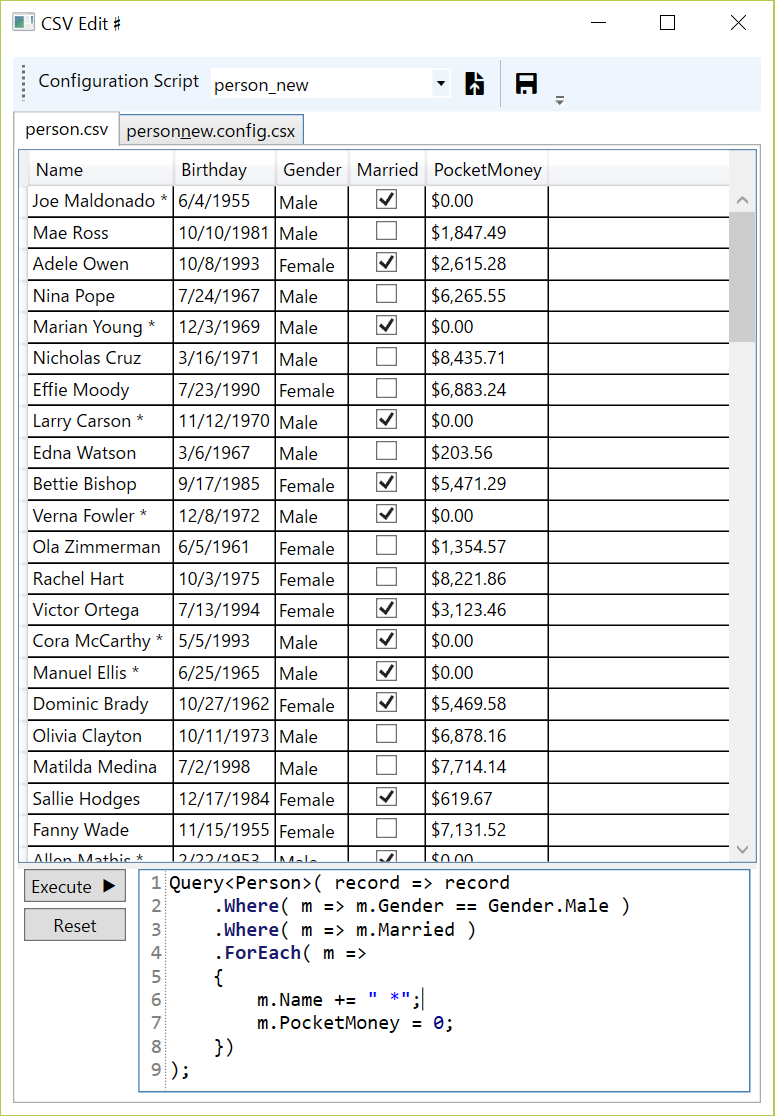 CSV Edit ♯
Configuration Script person_new
person.csv personnew.config.csx
Name Birthday Gender Married PocketMoney
Joe Maldonado * 6/4/1955 Male $0.00
Mae Ross 10/10/1981 Male $1,847.49
Adele Owen 10/8/1993 Female $2,615.28
Nina Pope 7/24/1967 Male $6,265.55
Marian Young * 12/3/1969 Male $0.00
Nicholas Cruz 3/16/1971 Male $8,435.71
Effie Moody 7/23/1990 Female $6,883.24
Larry Carson * 11/12/1970 Male $0.00
Edna Watson 3/6/1967 Male $203.56
Bettie Bishop 9/17/1985 Female $5,471.29
Verna Fowler * 12/8/1972 Male $0.00
Ola Zimmerman 6/5/1961 Female $1,354.57
Rachel Hart 10/3/1975 Female $8,221.86
Victor Ortega 7/13/1994 Female $3,123.46
Cora McCarthy * 5/5/1993 Male $0.00
Manuel Ellis * 6/25/1965 Male $0.00
Dominic Brady 10/27/1962 Female $5,469.58
Olivia Clayton 10/11/1973 Male $6,878.16
Matilda Medina 7/2/1998 Male $7,714.14
Sallie Hodges 12/17/1984 Female $619.67
Fanny Wade 11/15/1955 Female $7,131.52
Allen Mathis * 2/22/1953 Male $0.00
Execute
Reset
1 Query<Person>( record => record
2 .Where( m => m.Gender == Gender.Male )
3 .Where( m => m.Married )
4 .ForEach( m =>
5 {
6 m.Name += " *";
7 m.PocketMoney = 0;
8 })
9 );